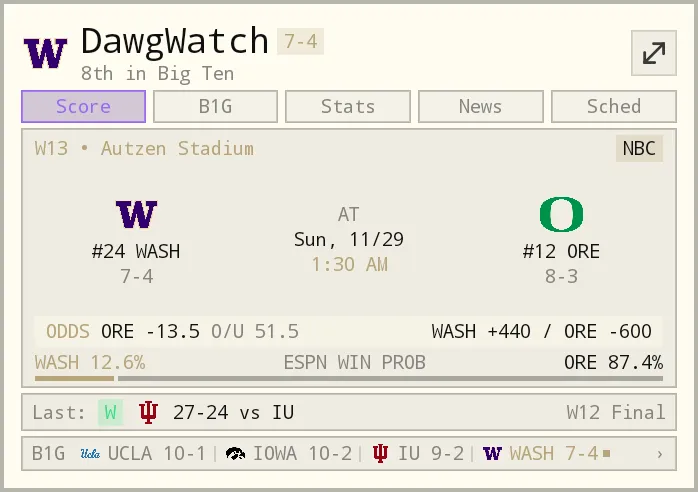 W DawgWatch 7-4
8th in Big Ten
Score B1G Stats News Sched
W13 • Autzen Stadium NBC
W AT O
#24 WASH Sun, 11/29 #12 ORE
7-4 1:30 AM 8-3
ODDS ORE -13.5 O/U 51.5 WASH +440 / ORE -600
WASH 12.6% ESPN WIN PROB ORE 87.4%
Last: W 27-24 vs IU W12 Final
B1G Ucla UCLA 10-1 | IOWA 10-2 | IU 9-2 | W WASH 7-4 ▪ ›